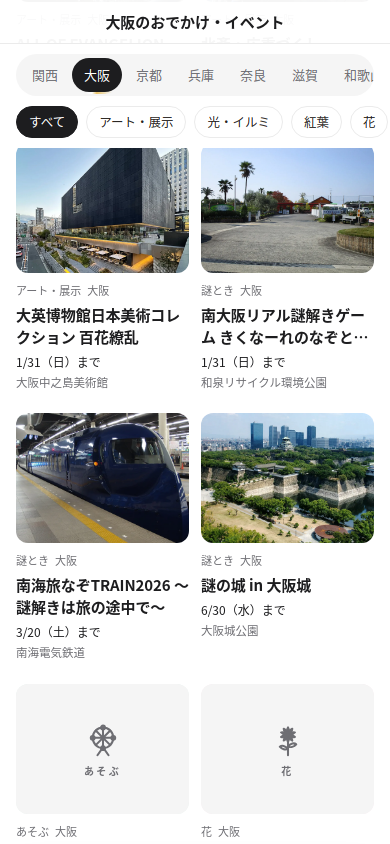 大阪のおでかけ・イベント
関西 大阪 京都 兵庫 奈良 滋賀 和歌
すべて アート・展示 光・イルミ 紅葉 花
アート・展示 大阪
大英博物館日本美術コレ
クション 百花繚乱
1/31（日）まで
大阪中之島美術館
謎とき 大阪
南大阪リアル謎解きゲー
ム きくなーれのなぞと…
1/31（日）まで
和泉リサイクル環境公園
謎とき 大阪
南海旅なぞTRAIN2026 〜
謎解きは旅の途中で〜
3/20（土）まで
南海電気鉄道
謎とき 大阪
謎の城 in 大阪城
6/30（水）まで
大阪城公園
あそぶ
あそぶ 大阪
花
花 大阪